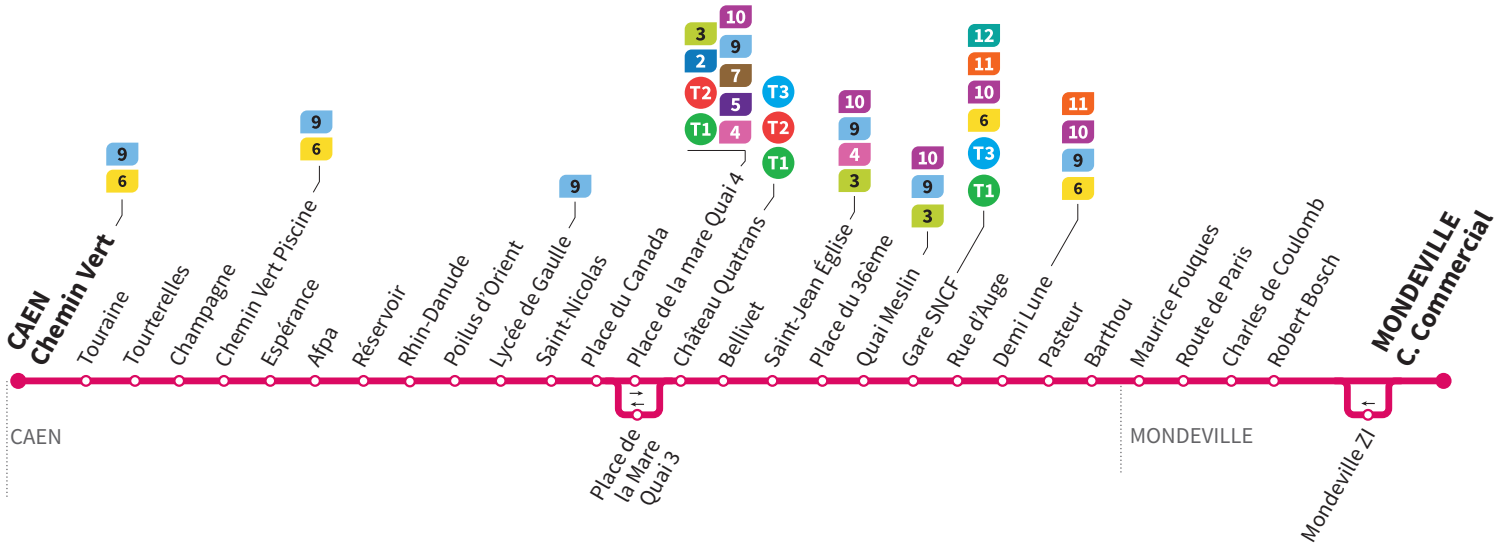 9
6
CAEN
Chemin Vert
Touraine
Tourterelles
Champagne
9
6
Chemin Vert Piscine
Espérance
Afpa
Réservoir
Rhin-Danude
Poilus d'Orient
9
Lycée de Gaulle
Saint-Nicolas
Place du Canada
3
2
T2
T1
10
9
7
5
4
Place de la mare Quai 4
T3
T2
T1
Château Quatrans
Bellivet
10
9
4
3
Saint-Jean Église
Place du 36ème
10
9
3
Quai Meslin
12
11
10
6
T3
T1
Gare SNCF
Rue d'Auge
11
10
9
6
Demi Lune
Pasteur
Barthou
Maurice Fouques
Route de Paris
Charles de Coulomb
Robert Bosch
MONDEVILLE
C. Commercial
CAEN
Place de
la Mare
Quai 3
MONDEVILLE
Mondeville ZI